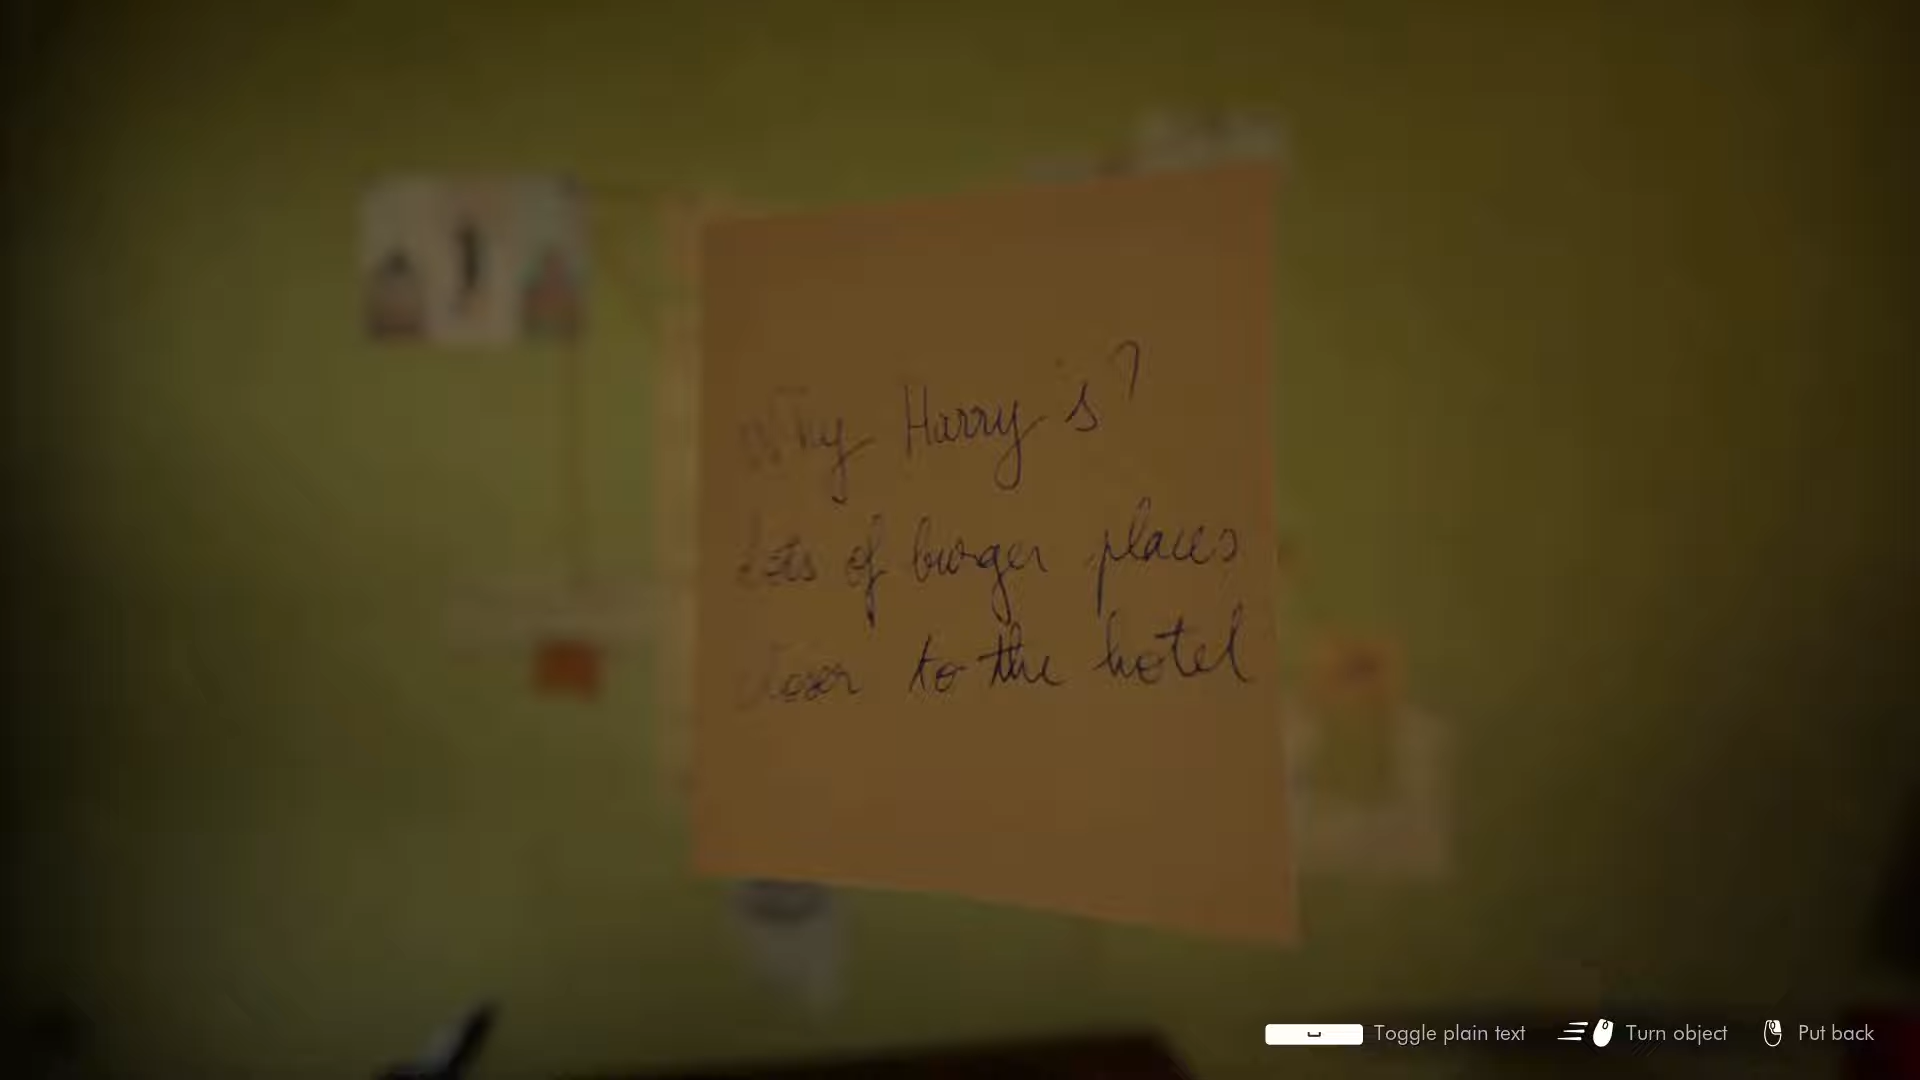 Why Harry's?
Lots of burger places
closer to the hotel
Toggle plain text
Turn object
Put back